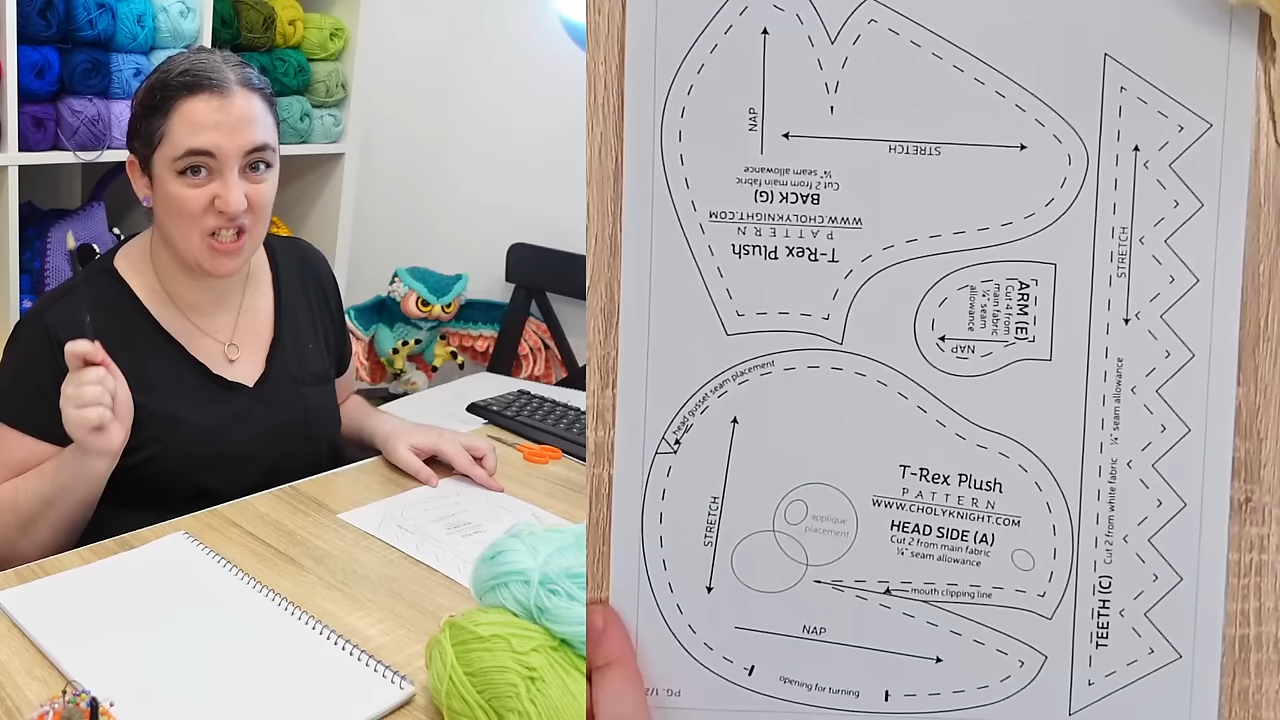 NAP
STRETCH
T-Rex Plush
PATTERN
WWW.CHOLYKNIGHT.COM
BACK (G)
Cut 2 from main fabric
¼" seam allowance
ARM (E)
Cut 4 from
main fabric
¼" seam
allowance
NAP
head gusset seam placement
STRETCH
applique
placement
T-Rex Plush
PATTERN
WWW.CHOLYKNIGHT.COM
HEAD SIDE (A)
Cut 2 from main fabric
¼" seam allowance
mouth clipping line
NAP
opening for turning
STRETCH
TEETH (C) Cut 2 from white fabric ¼" seam allowance